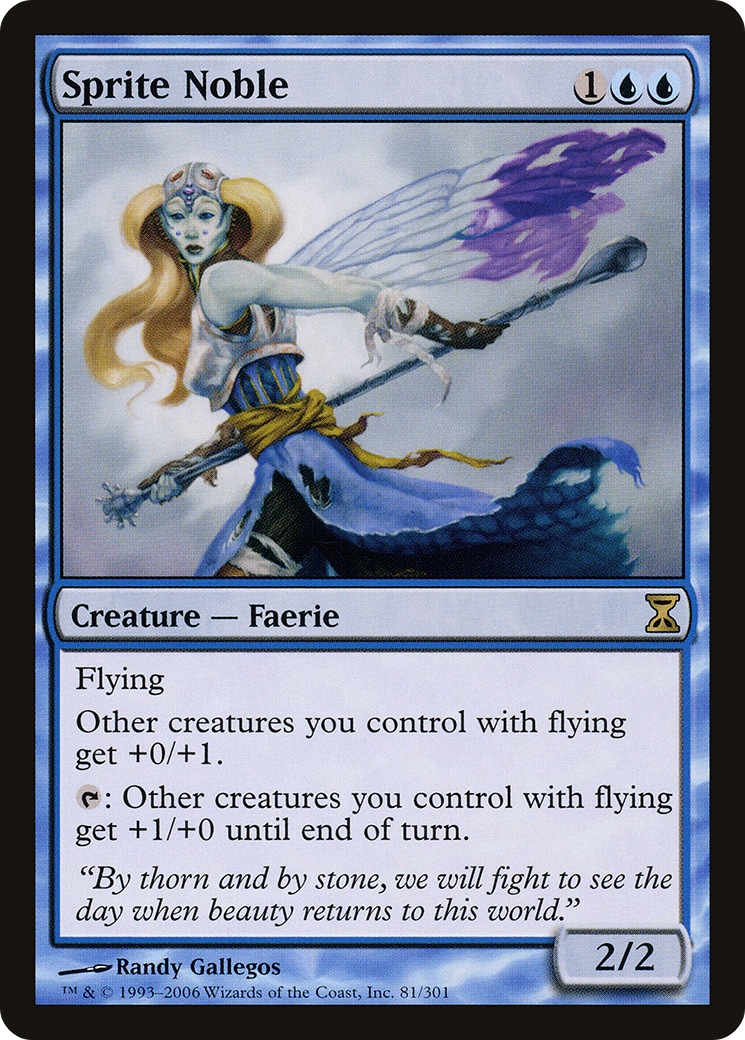 Sprite Noble 1
Creature — Faerie
Flying
Other creatures you control with flying
get +0/+1.
: Other creatures you control with flying
get +1/+0 until end of turn.
“By thorn and by stone, we will fight to see the
day when beauty returns to this world.”
2/2
Randy Gallegos
™ & © 1993–2006 Wizards of the Coast, Inc. 81/301